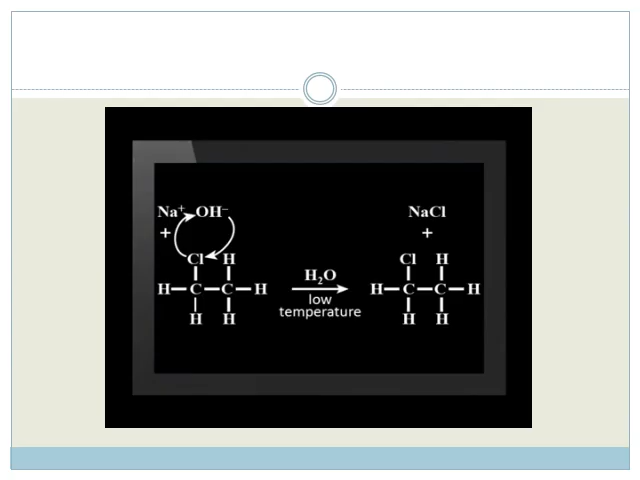 Na⁺ OH⁻ NaCl
+ +
Cl H Cl H
H C C H H₂O H C C H
low
temperature
H H H H